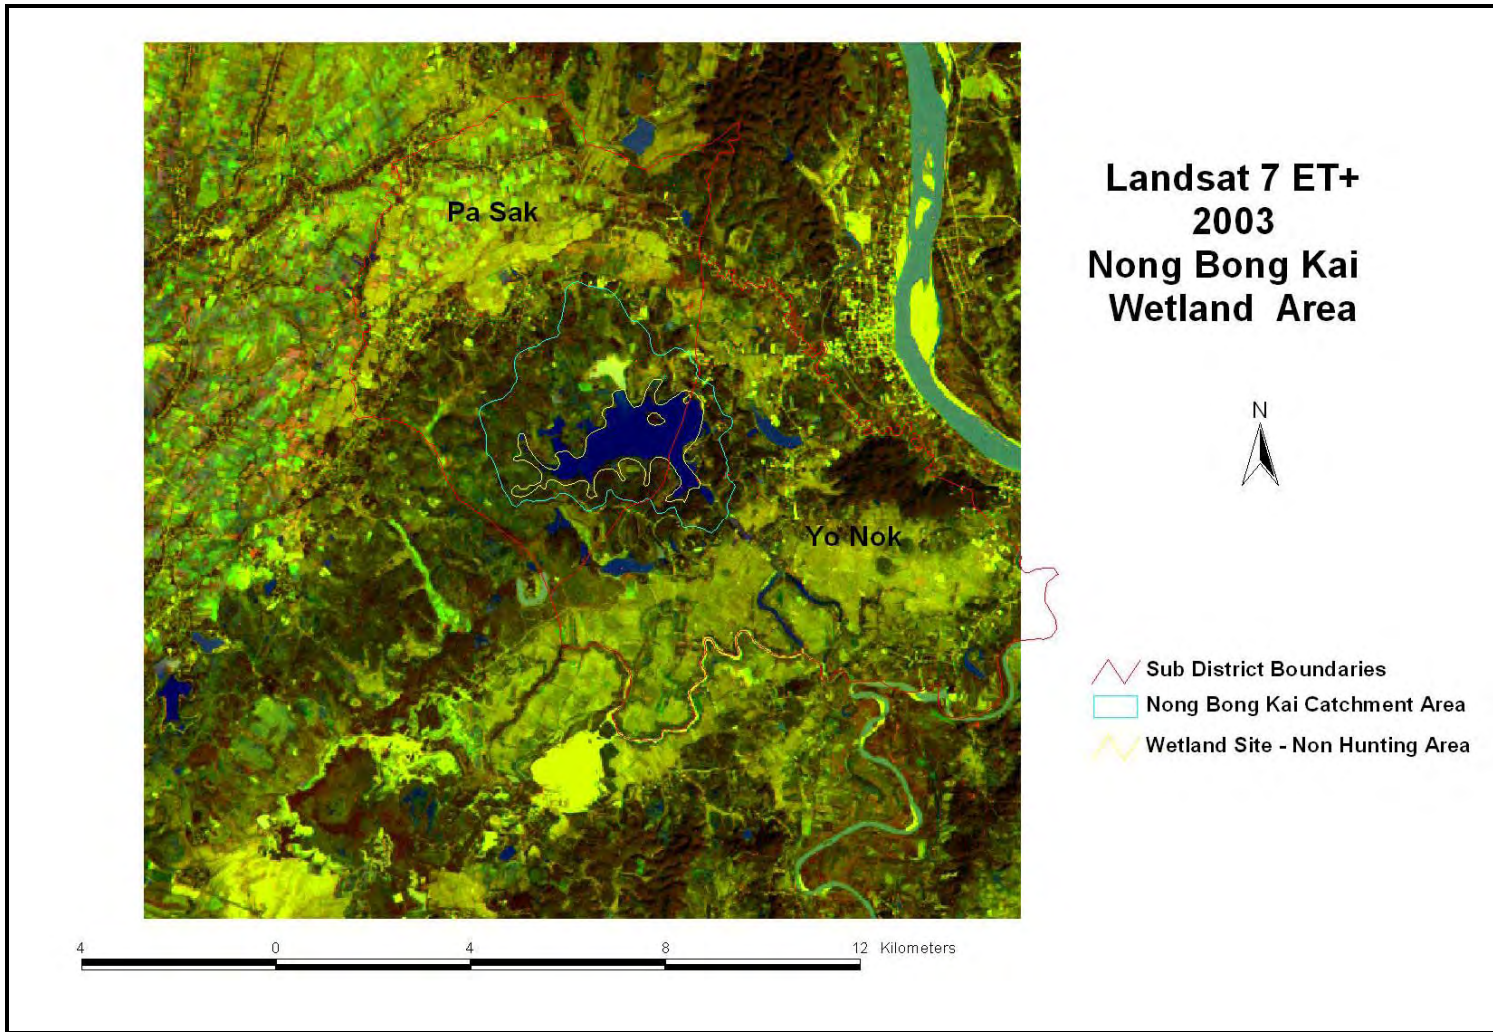 Landsat 7 ET+
2003
Nong Bong Kai
Wetland Area
Pa Sak
N
Yo Nok
Sub District Boundaries
Nong Bong Kai Catchment Area
Wetland Site - Non Hunting Area
4 0 4 8 12 Kilometers